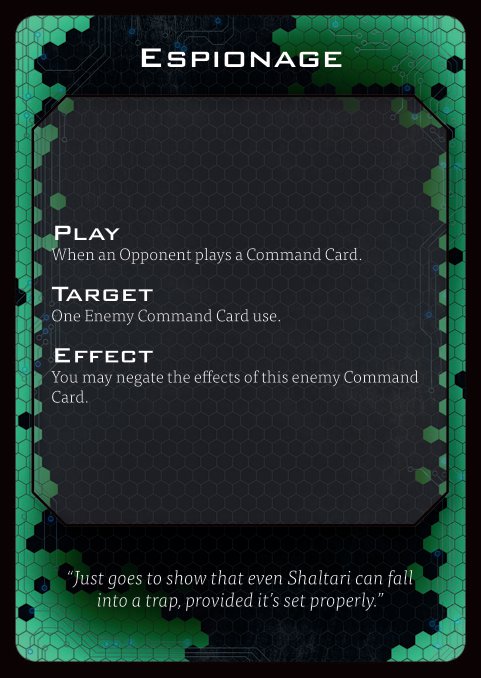 Espionage
Play
When an Opponent plays a Command Card.
Target
One Enemy Command Card use.
Effect
You may negate the effects of this enemy Command
Card.
“Just goes to show that even Shaltari can fall
into a trap, provided it’s set properly.”